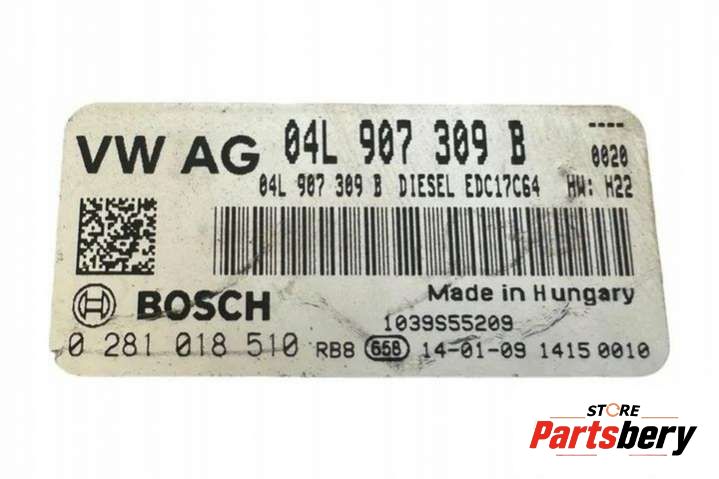 VW AG 04L 907 309 B ----
0020
04L 907 309 B DIESEL EDC17C64 HW: H22
BOSCH Made in Hungary
1039S55209
0 281 018 510 RB8 658 14-01-09 1415 0010
STORE
Partsbery